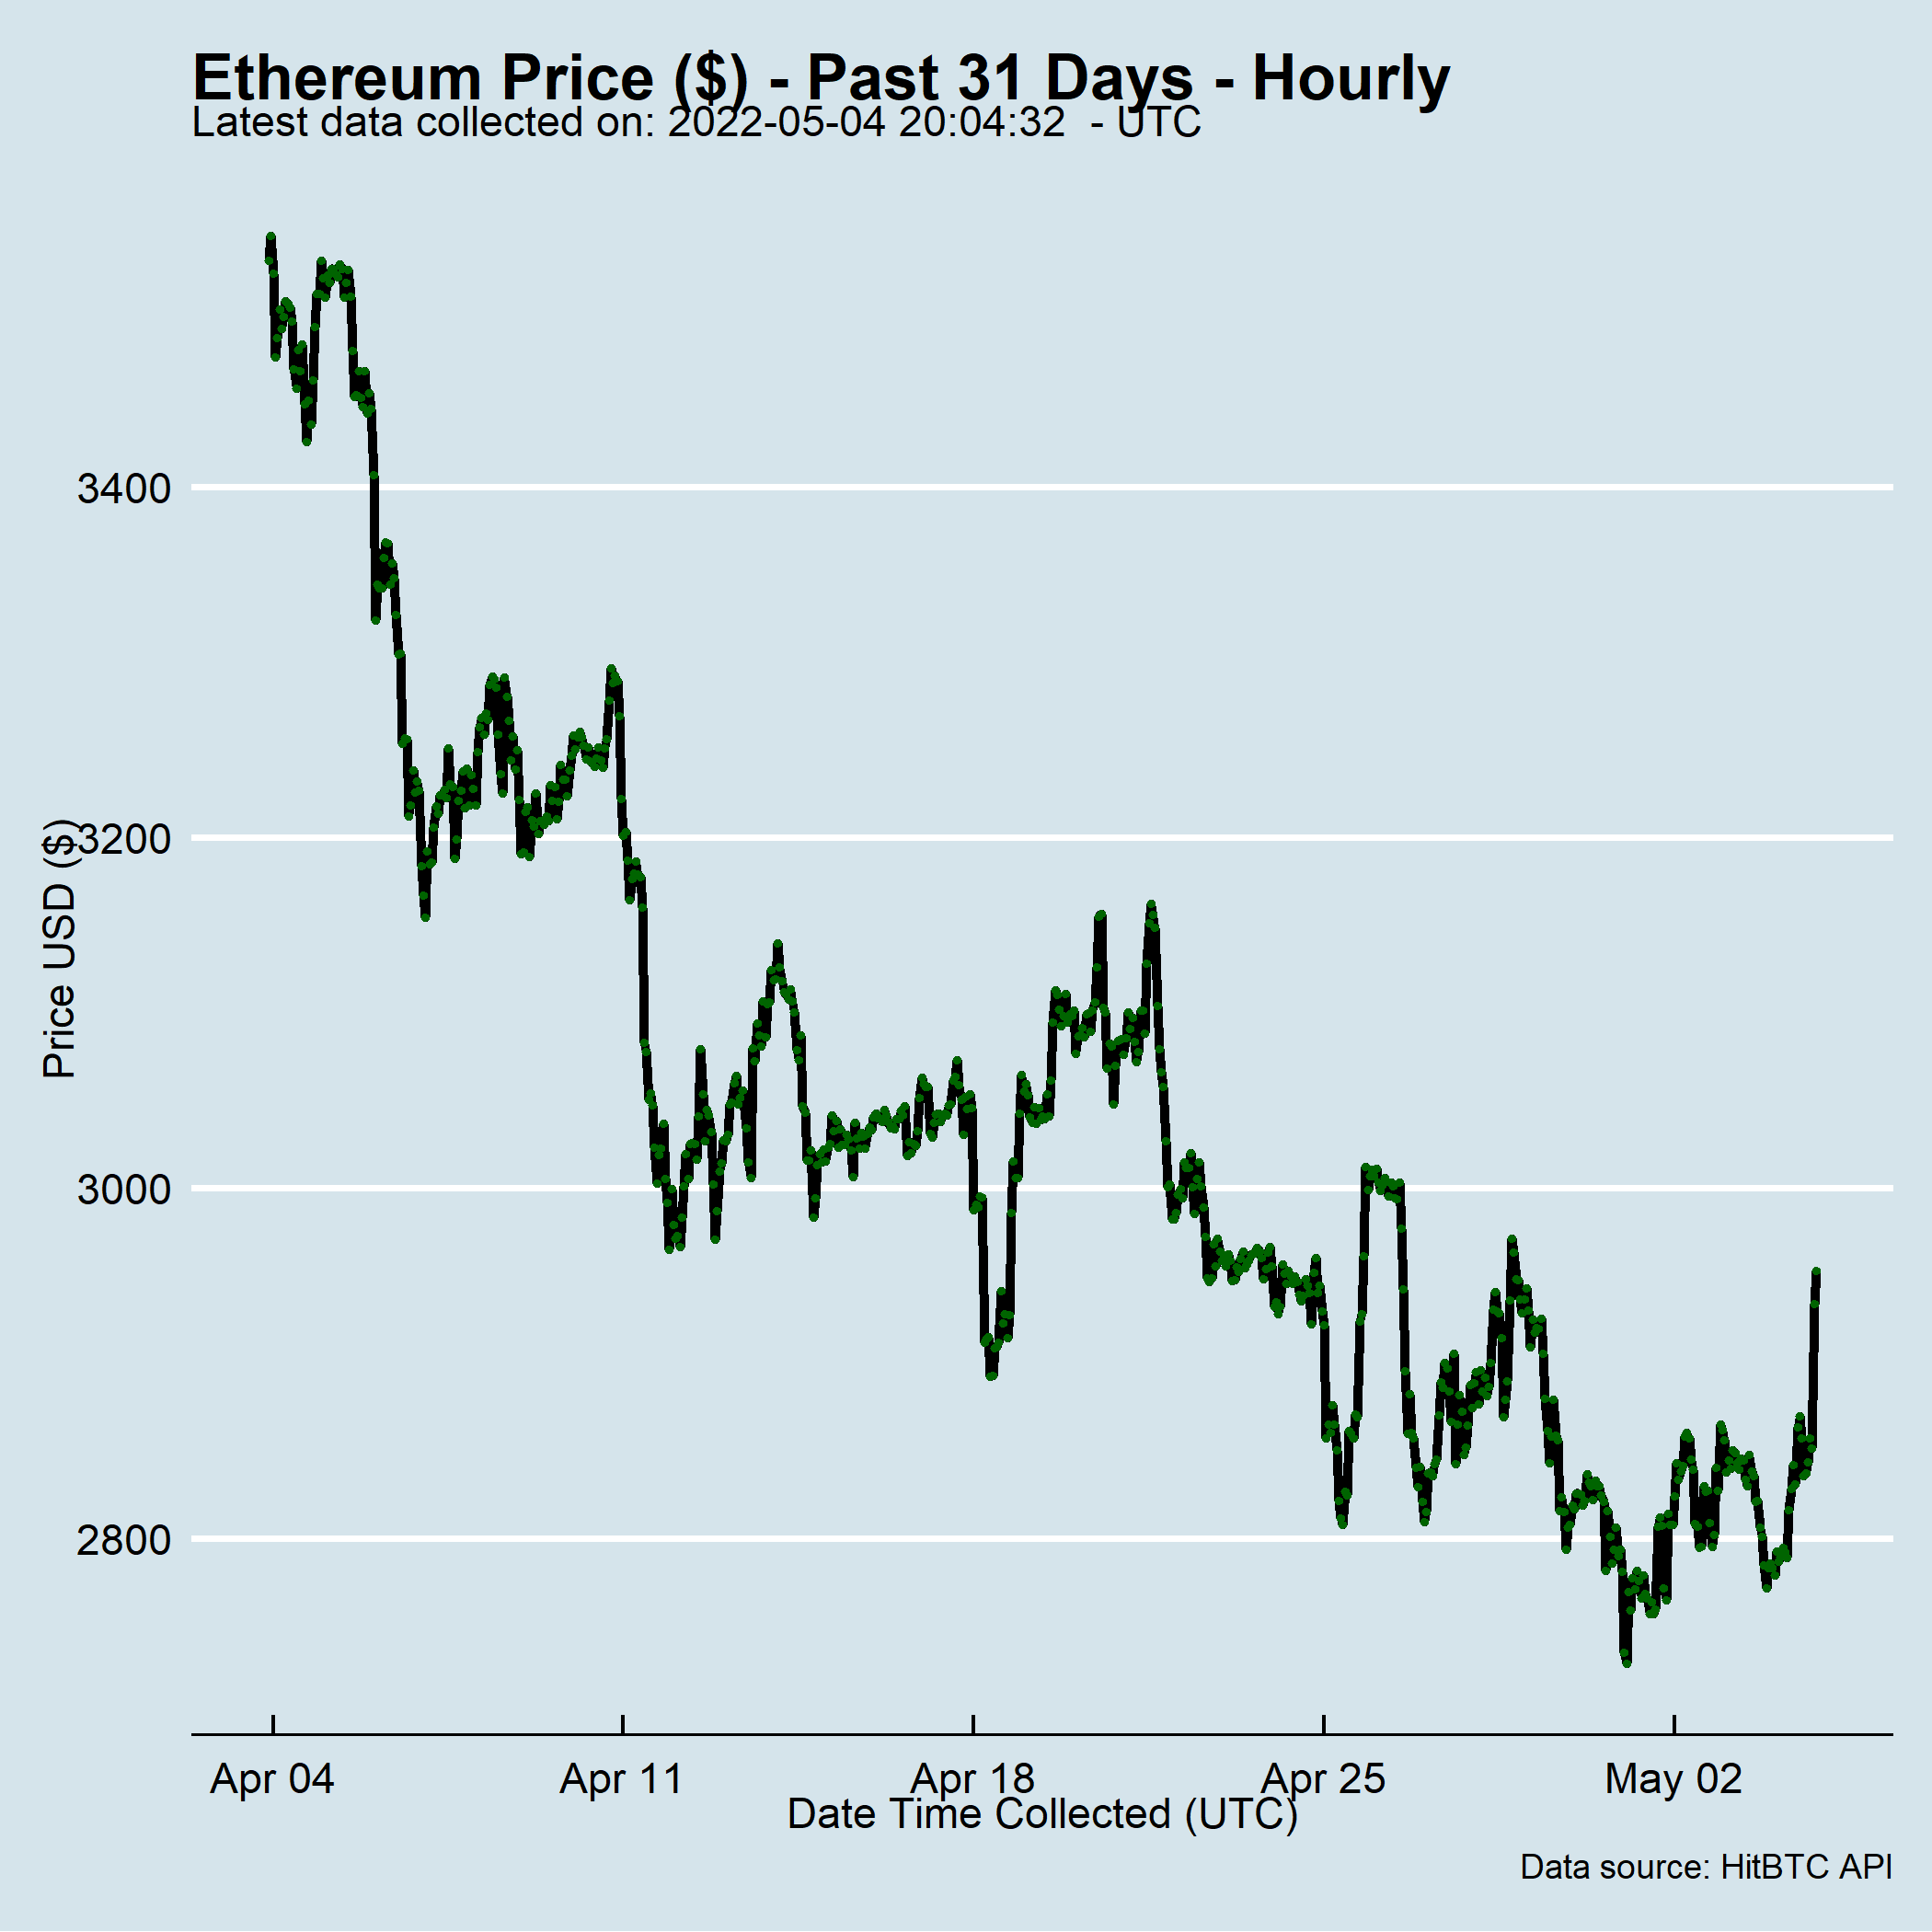 Ethereum Price ($) - Past 31 Days - Hourly
Latest data collected on: 2022-05-04 20:04:32  - UTC
3400
3200
3000
2800
Price USD ($)
Apr 04
Apr 11
Apr 18
Apr 25
May 02
Date Time Collected (UTC)
Data source: HitBTC API